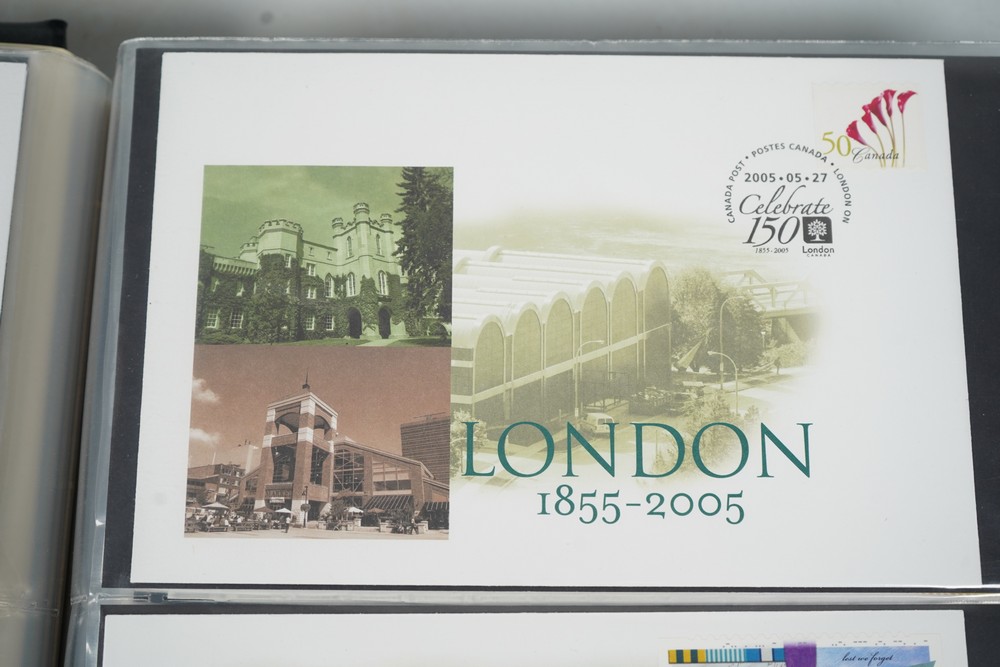 50
Canada
CANADA POST • POSTES CANADA • LONDON ON
2005•05•27
Celebrate
150
1855-2005
London
CANADA
LONDON
1855-2005
lest we forget